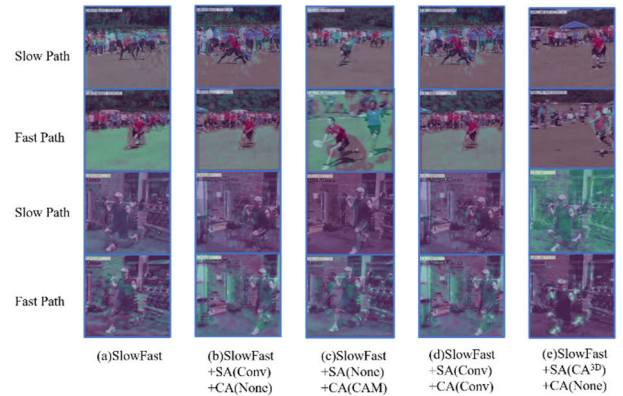 Slow Path
Fast Path
Slow Path
Fast Path
(a)SlowFast
(b)SlowFast
+SA(Conv)
+CA(None)
(c)SlowFast
+SA(None)
+CA(CAM)
(d)SlowFast
+SA(Conv)
+CA(Conv)
(e)SlowFast
+SA(CA³ᴰ)
+CA(None)